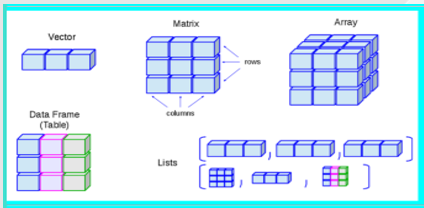 Vector
Matrix
Array
rows
columns
Data Frame
(Table)
Lists